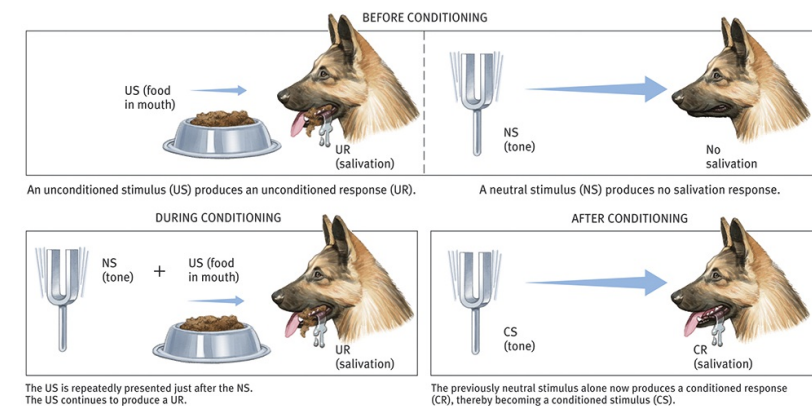 BEFORE CONDITIONING
US (food
in mouth)
UR
(salivation)
NS
(tone)
No
salivation
An unconditioned stimulus (US) produces an unconditioned response (UR).
A neutral stimulus (NS) produces no salivation response.
DURING CONDITIONING
NS
(tone)
+
US (food
in mouth)
UR
(salivation)
The US is repeatedly presented just after the NS.
The US continues to produce a UR.
AFTER CONDITIONING
CS
(tone)
CR
(salivation)
The previously neutral stimulus alone now produces a conditioned response
(CR), thereby becoming a conditioned stimulus (CS).